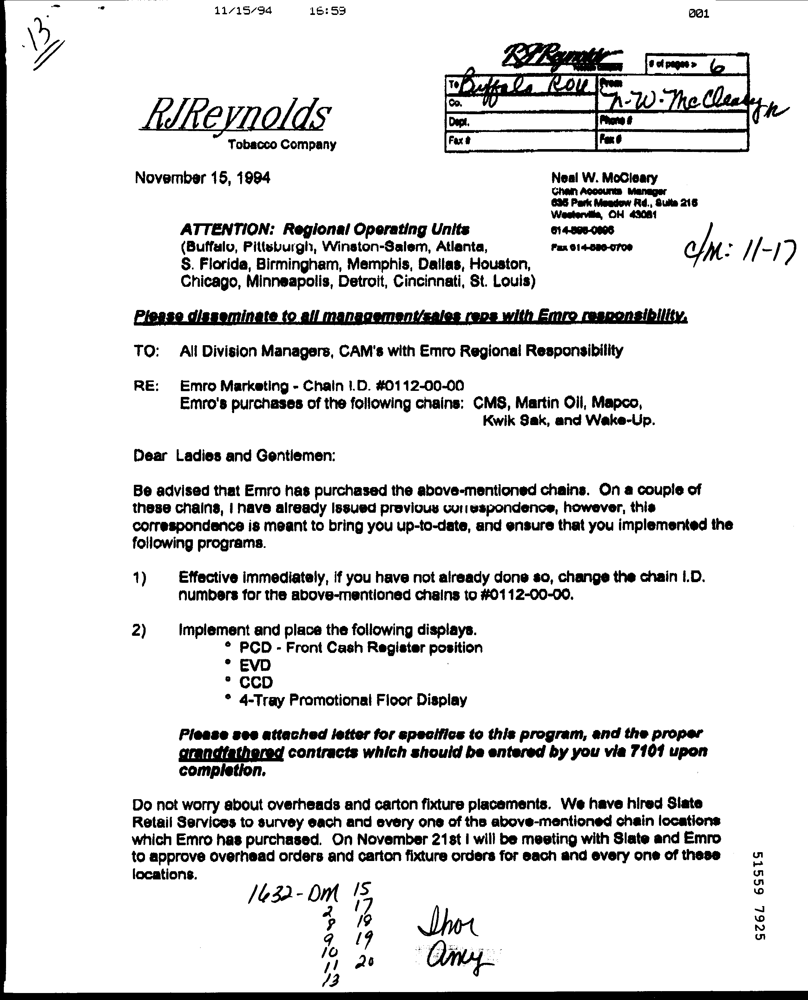 11/15/94 16:59 001
13
RJReynolds
# of pages > 6
To Buffalo ROU From N-W. McCleary
Co.
Dept. Phone #
Fax # Fax #
RJReynolds
Tobacco Company
November 15, 1994
Neal W. McCleary
Chain Accounts Manager
635 Park Meadow Rd., Suite 215
Westerville, OH 43081
614-898-0696
Fax 614-898-0709
c/m: 11-17
ATTENTION: Regional Operating Units
(Buffalo, Pittsburgh, Winston-Salem, Atlanta,
S. Florida, Birmingham, Memphis, Dallas, Houston,
Chicago, Minneapolis, Detroit, Cincinnati, St. Louis)
Please disseminate to all management/sales reps with Emro responsibility.
TO: All Division Managers, CAM's with Emro Regional Responsibility
RE: Emro Marketing - Chain I.D. #0112-00-00
Emro's purchases of the following chains: CMS, Martin Oil, Mapco,
Kwik Sak, and Wake-Up.
Dear Ladies and Gentlemen:
Be advised that Emro has purchased the above-mentioned chains. On a couple of
these chains, I have already issued previous correspondence, however, this
correspondence is meant to bring you up-to-date, and ensure that you implemented the
following programs.
1) Effective immediately, if you have not already done so, change the chain I.D.
numbers for the above-mentioned chains to #0112-00-00.
2) Implement and place the following displays.
° PCD - Front Cash Register position
° EVD
° CCD
° 4-Tray Promotional Floor Display
Please see attached letter for specifics to this program, and the proper
grandfathered contracts which should be entered by you via 7101 upon
completion.
Do not worry about overheads and carton fixture placements. We have hired Slate
Retail Services to survey each and every one of the above-mentioned chain locations
which Emro has purchased. On November 21st I will be meeting with Slate and Emro
to approve overhead orders and carton fixture orders for each and every one of these
locations.
1632-DM 15
2 17
8 18
9 19
10
11 20
13
Amy
51559 7925